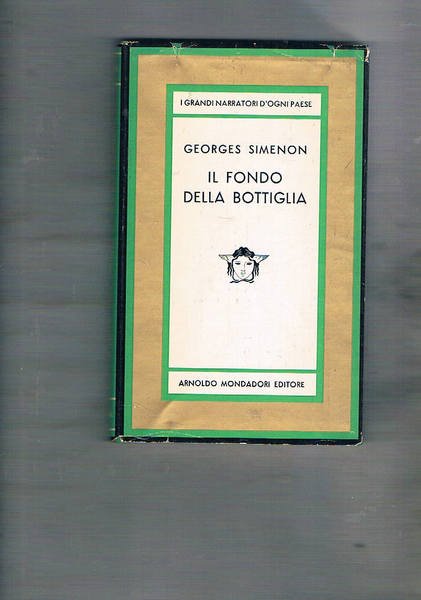 I GRANDI NARRATORI D'OGNI PAESE
GEORGES SIMENON
IL FONDO
DELLA BOTTIGLIA
ARNOLDO MONDADORI EDITORE